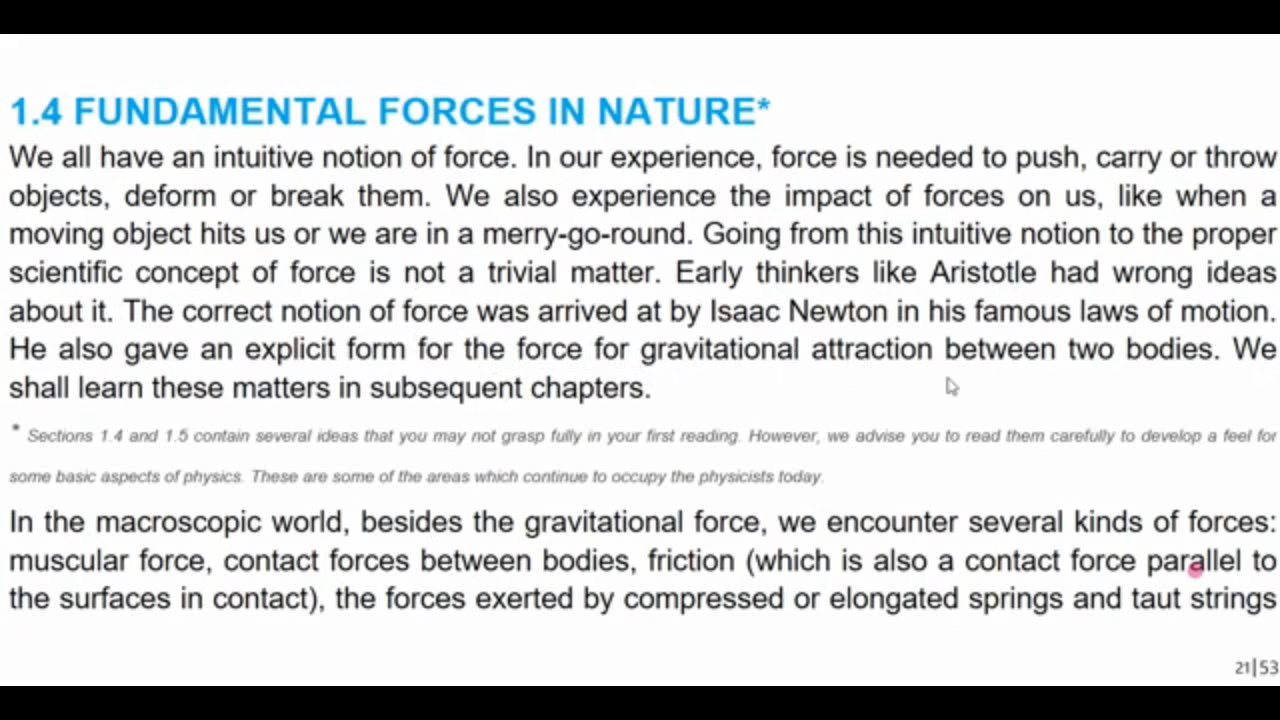 1.4 FUNDAMENTAL FORCES IN NATURE*
We all have an intuitive notion of force. In our experience, force is needed to push, carry or throw
objects, deform or break them. We also experience the impact of forces on us, like when a
moving object hits us or we are in a merry-go-round. Going from this intuitive notion to the proper
scientific concept of force is not a trivial matter. Early thinkers like Aristotle had wrong ideas
about it. The correct notion of force was arrived at by Isaac Newton in his famous laws of motion.
He also gave an explicit form for the force for gravitational attraction between two bodies. We
shall learn these matters in subsequent chapters.
* Sections 1.4 and 1.5 contain several ideas that you may not grasp fully in your first reading. However, we advise you to read them carefully to develop a feel for
some basic aspects of physics. These are some of the areas which continue to occupy the physicists today.
In the macroscopic world, besides the gravitational force, we encounter several kinds of forces:
muscular force, contact forces between bodies, friction (which is also a contact force parallel to
the surfaces in contact), the forces exerted by compressed or elongated springs and taut strings
21|53